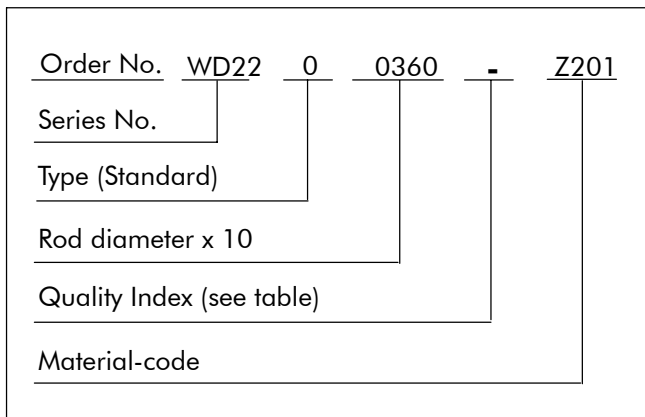 Order No. WD22 0 0360 - Z201
Series No.
Type (Standard)
Rod diameter x 10
Quality Index (see table)
Material-code